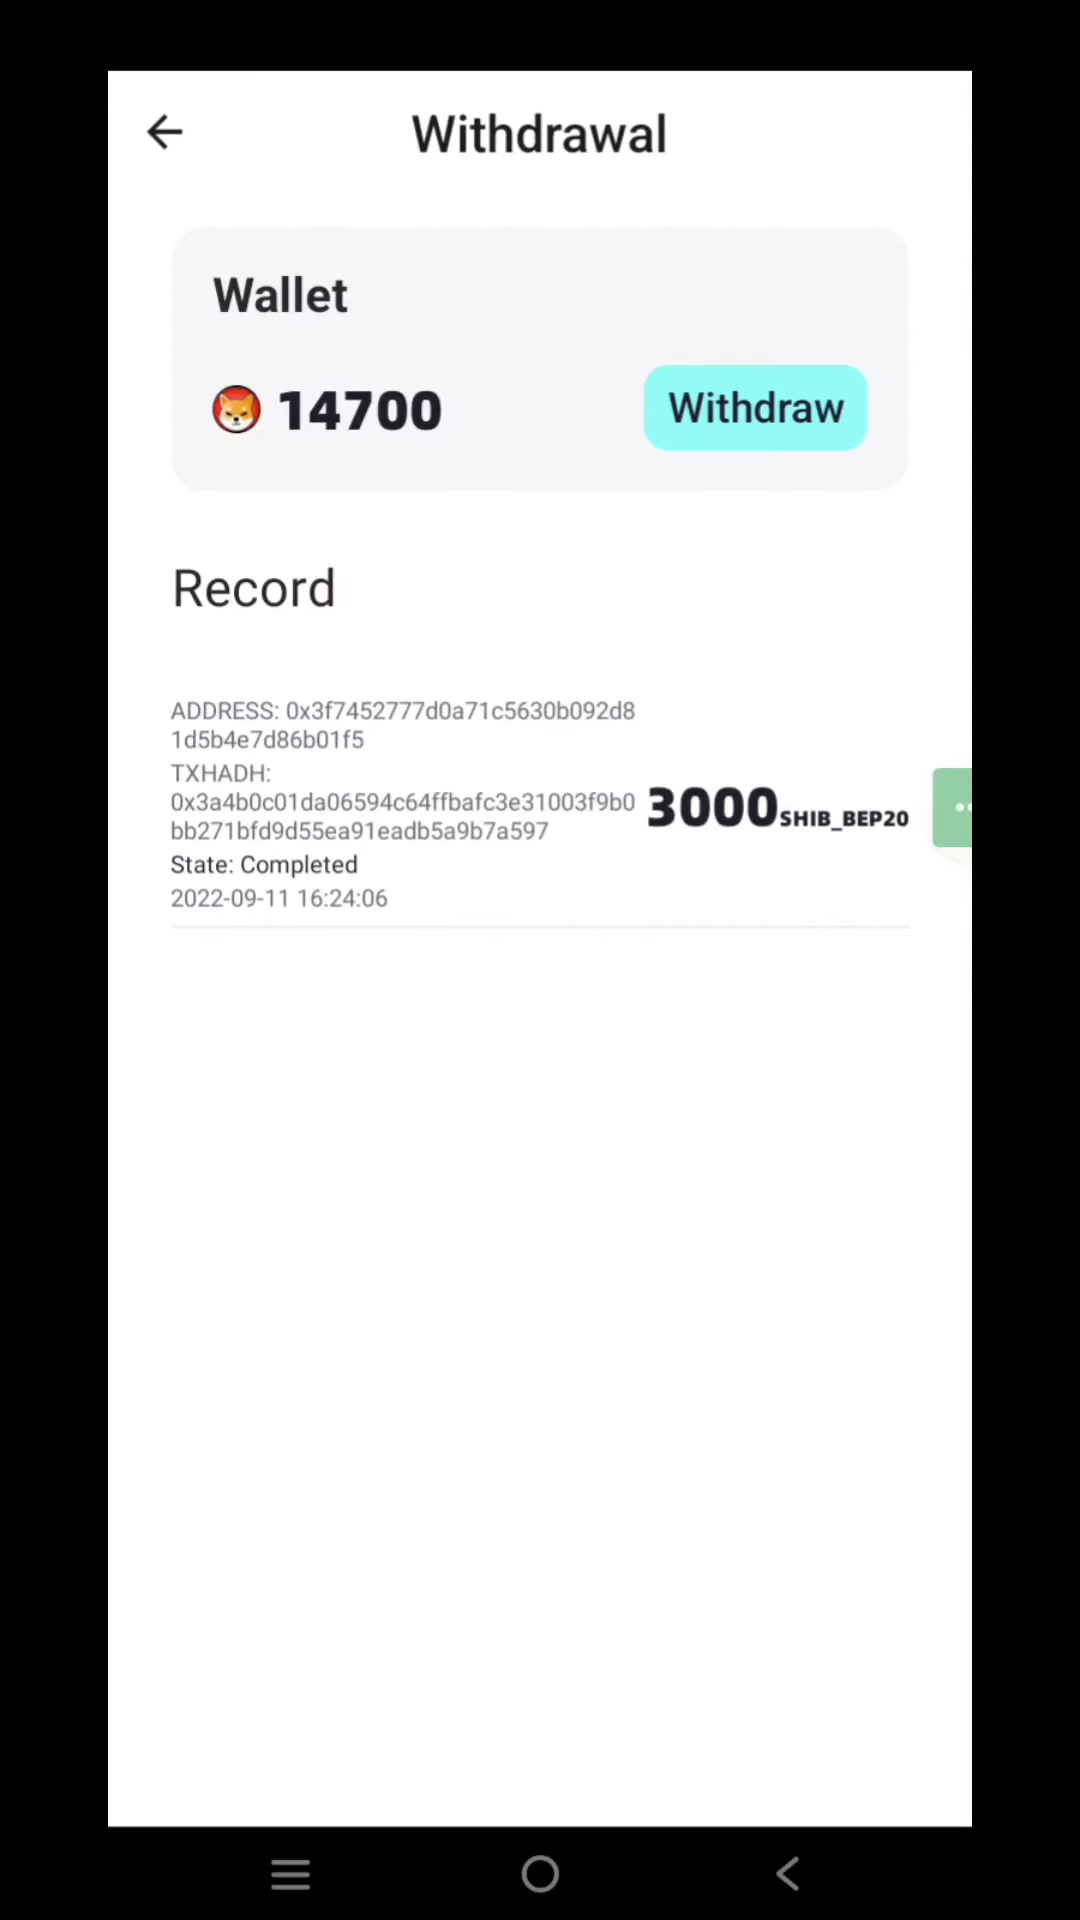 Withdrawal
Wallet
14700
Withdraw
Record
ADDRESS: 0x3f7452777d0a71c5630b092d8
1d5b4e7d86b01f5
TXHADH:
0x3a4b0c01da06594c64ffbafc3e31003f9b0
bb271bfd9d55ea91eadb5a9b7a597
3000SHIB_BEP20
State: Completed
2022-09-11 16:24:06